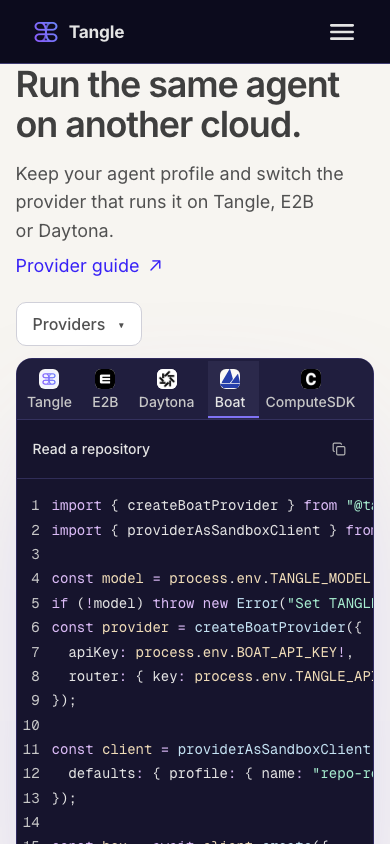 Tangle
Run the same agent
on another cloud.
Keep your agent profile and switch the
provider that runs it on Tangle, E2B
or Daytona.
Provider guide ↗
Providers ▾
Tangle E2B Daytona Boat ComputeSDK
Read a repository
1 import { createBoatProvider } from "@ta
2 import { providerAsSandboxClient } from
3
4 const model = process.env.TANGLE_MODEL
5 if (!model) throw new Error("Set TANGL
6 const provider = createBoatProvider({
7 apiKey: process.env.BOAT_API_KEY!,
8 router: { key: process.env.TANGLE_API
9 });
10
11 const client = providerAsSandboxClient
12 defaults: { profile: { name: "repo-re
13 });
14